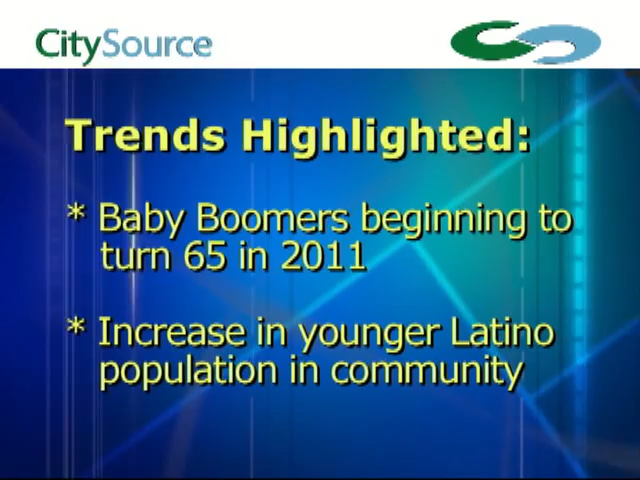 CitySource
Trends Highlighted:
* Baby Boomers beginning to
turn 65 in 2011
* Increase in younger Latino
population in community